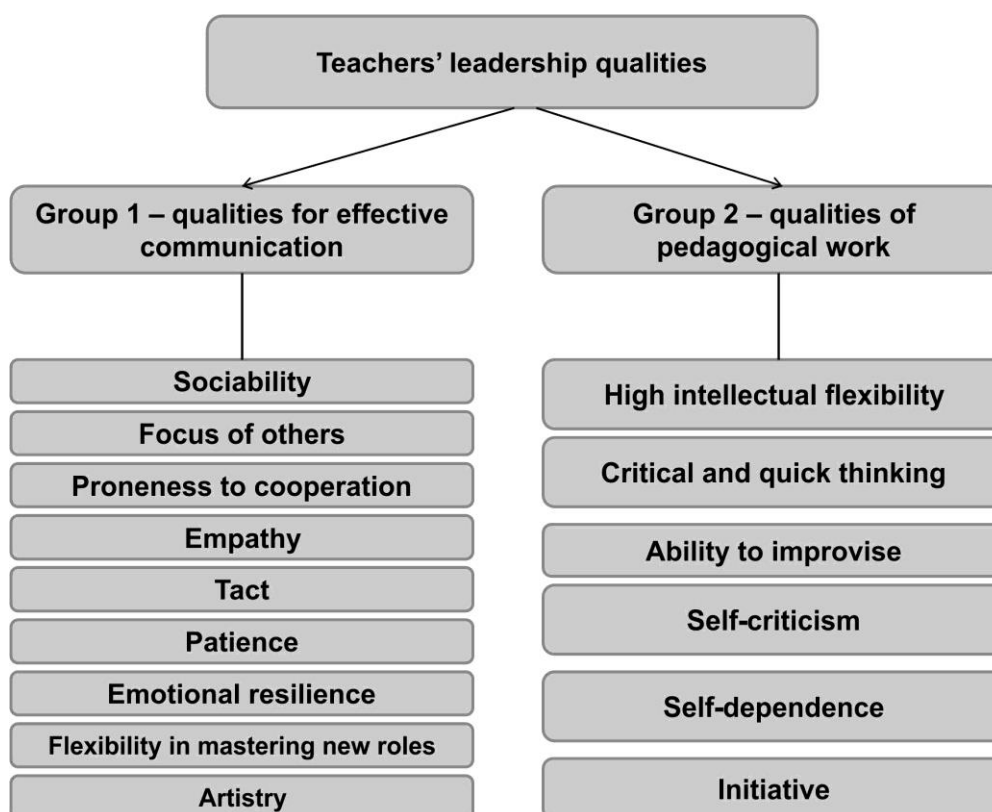 Teachers’ leadership qualities
Group 1 – qualities for effective
communication
Sociability
Focus of others
Proneness to cooperation
Empathy
Tact
Patience
Emotional resilience
Flexibility in mastering new roles
Artistry
Group 2 – qualities of
pedagogical work
High intellectual flexibility
Critical and quick thinking
Ability to improvise
Self-criticism
Self-dependence
Initiative